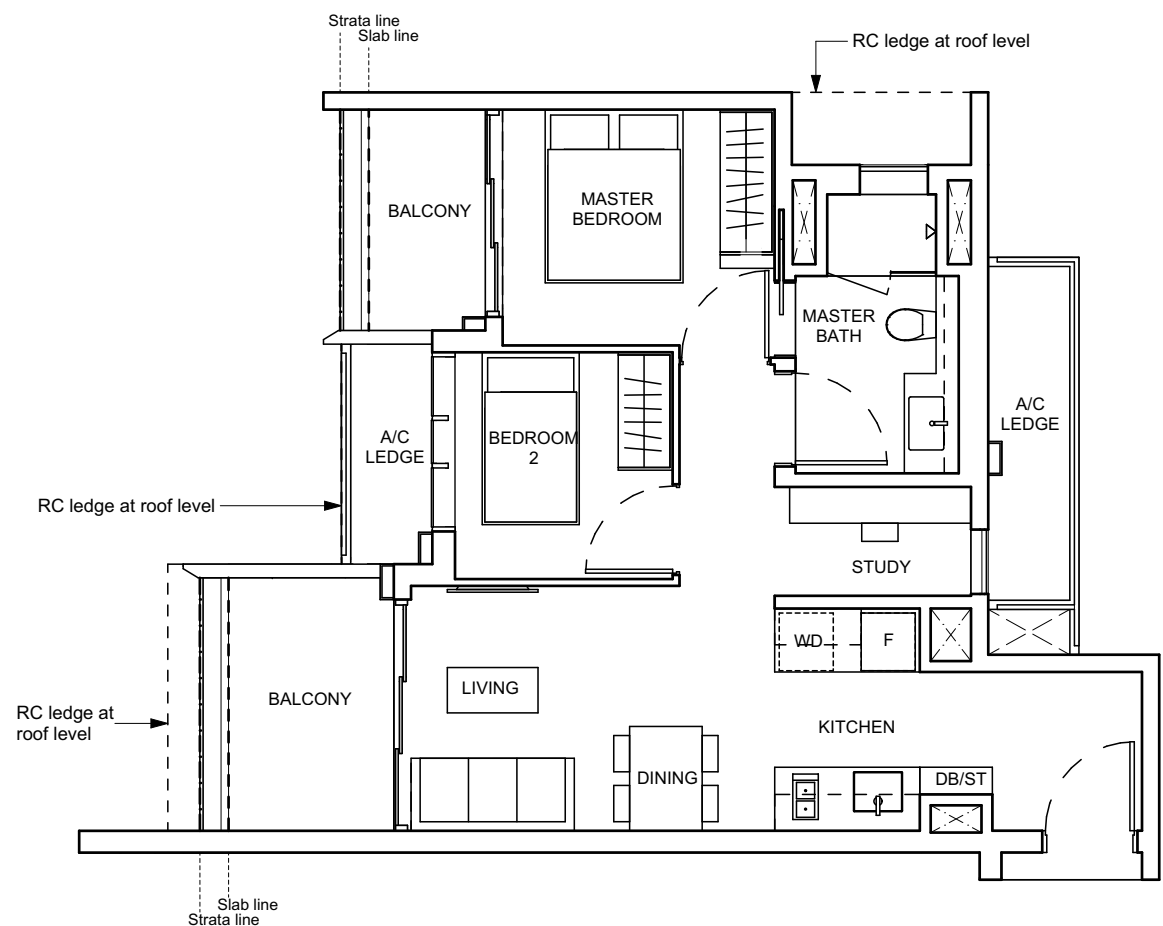 Strata line
Slab line
RC ledge at roof level
BALCONY
MASTER
BEDROOM
MASTER
BATH
A/C
LEDGE
BEDROOM
2
A/C
LEDGE
RC ledge at roof level
STUDY
WD
F
LIVING
BALCONY
RC ledge at
roof level
KITCHEN
DINING
DB/ST
Slab line
Strata line